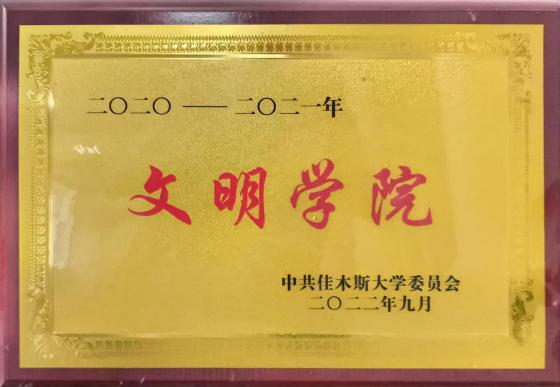 二〇二〇 —— 二〇二一年
文明学院
中共佳木斯大学委员会
二〇二二年九月